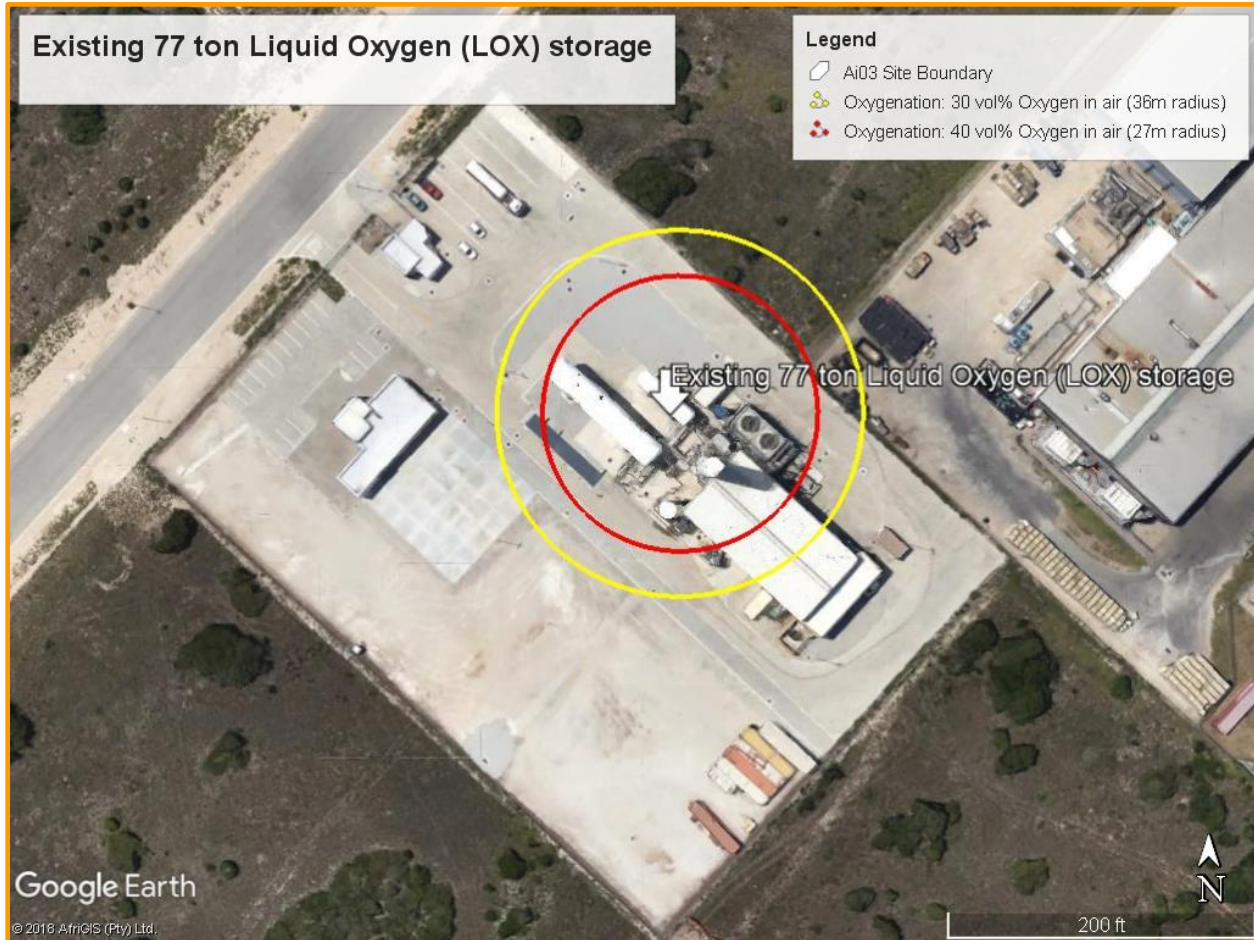 Existing 77 ton Liquid Oxygen (LOX) storage
Legend
Ai03 Site Boundary
Oxygenation: 30 vol% Oxygen in air (36m radius)
Oxygenation: 40 vol% Oxygen in air (27m radius)
Existing 77 ton Liquid Oxygen (LOX) storage
Google Earth
© 2018 AfriGIS (Pty) Ltd.
N
200 ft